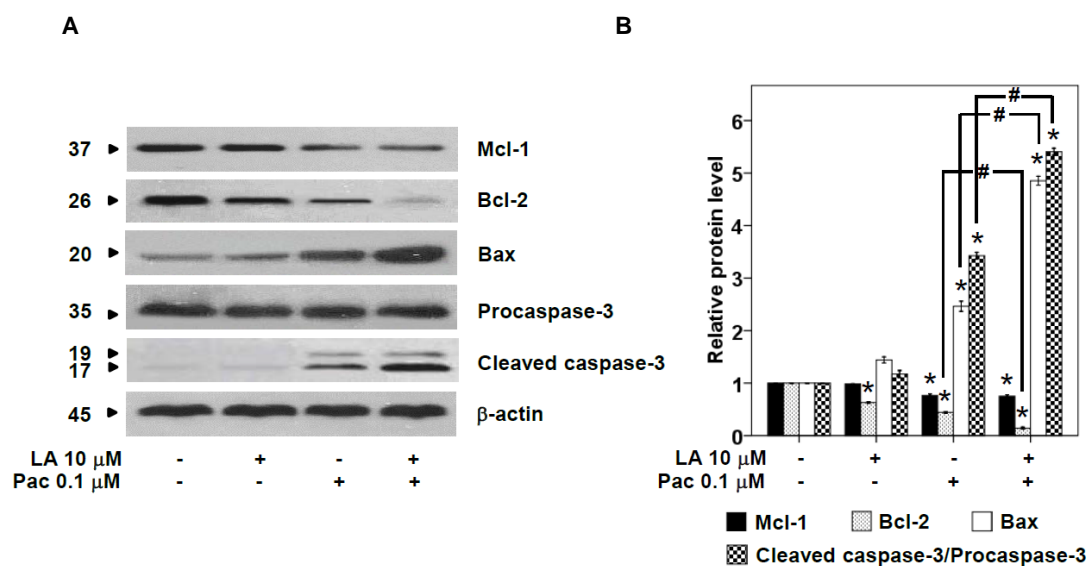 A
37 Mcl-1
26 Bcl-2
20 Bax
35 Procaspase-3
19
17 Cleaved caspase-3
45 β-actin
LA 10 μM - + - +
Pac 0.1 μM - - + +
B
Relative protein level
6
5
4
3
2
1
0
# # #
* * * * * * * * *
LA 10 μM - + - +
Pac 0.1 μM - - + +
Mcl-1 Bcl-2 Bax
Cleaved caspase-3/Procaspase-3